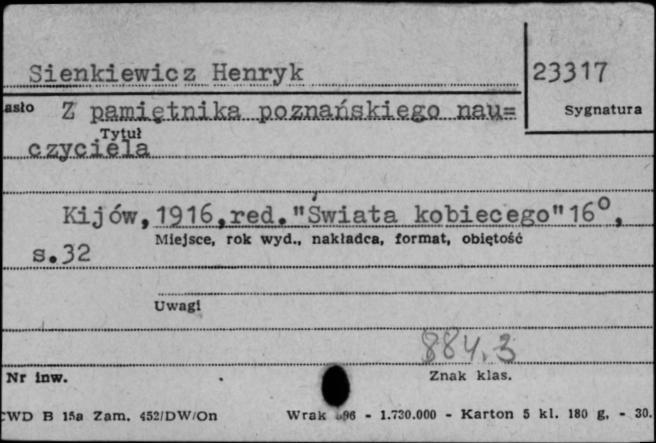 Sienkiewicz Henryk
23317
asło Z pamiętnika poznańskiego nau=
Sygnatura
Tytuł
czyciela
Kijów, 1916, red. "Świata kobiecego" 16°,
Miejsce, rok wyd., nakładca, format, obiętość
s.32
Uwagi
884.3
Nr inw.
Znak klas.
CWD B 15a Zam. 452/DW/On Wrak - 1.730.000 - Karton 5 kl. 180 g. - 30.